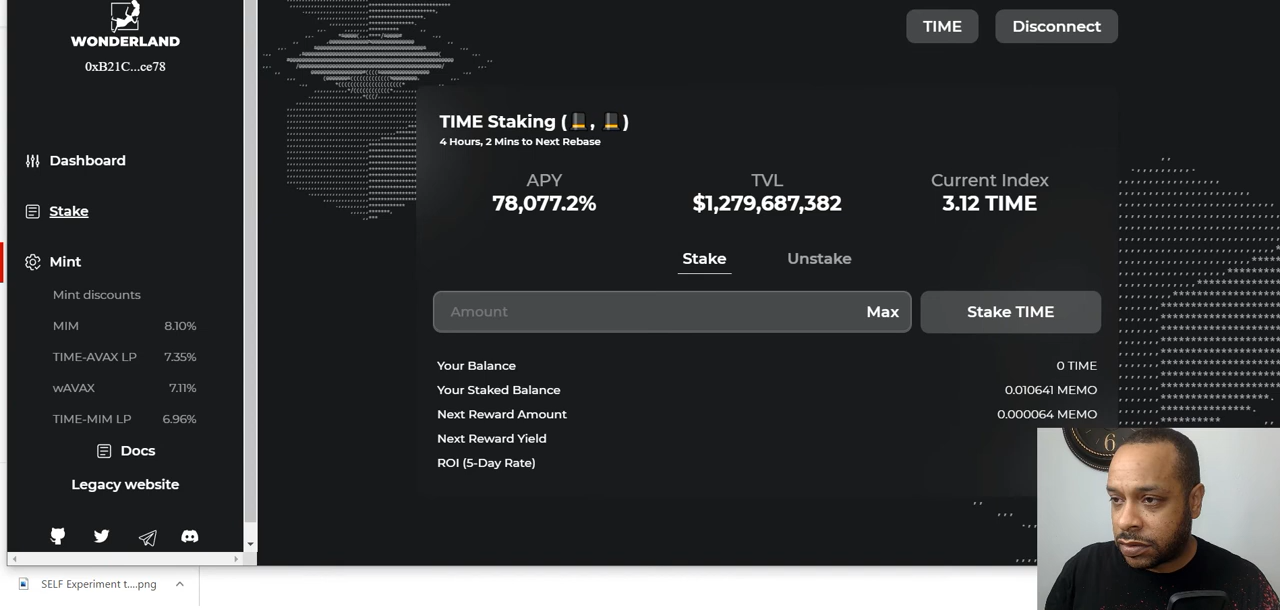 WONDERLAND
0xB21C...ce78
Dashboard
Stake
Mint
Mint discounts
MIM 8.10%
TIME-AVAX LP 7.35%
wAVAX 7.11%
TIME-MIM LP 6.96%
Docs
Legacy website
TIME Disconnect
TIME Staking (🎩, 🎩)
4 Hours, 2 Mins to Next Rebase
APY TVL Current Index
78,077.2% $1,279,687,382 3.12 TIME
Stake Unstake
Amount Max Stake TIME
Your Balance 0 TIME
Your Staked Balance 0.010641 MEMO
Next Reward Amount 0.000064 MEMO
Next Reward Yield
ROI (5-Day Rate)
6
SELF Experiment t....png